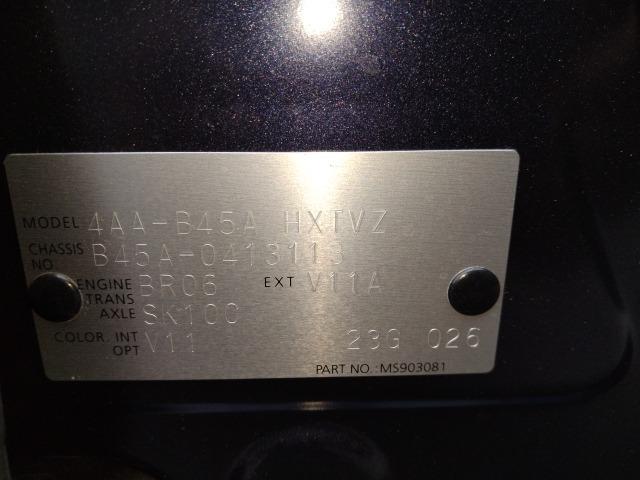 MODEL 4AA-B45A HXTVZ
CHASSIS NO. B45A-0413113
ENGINE BR06 EXT V11A
TRANS
AXLE SK100
COLOR. INT V11 23G 026
OPT
PART NO.:MS903081